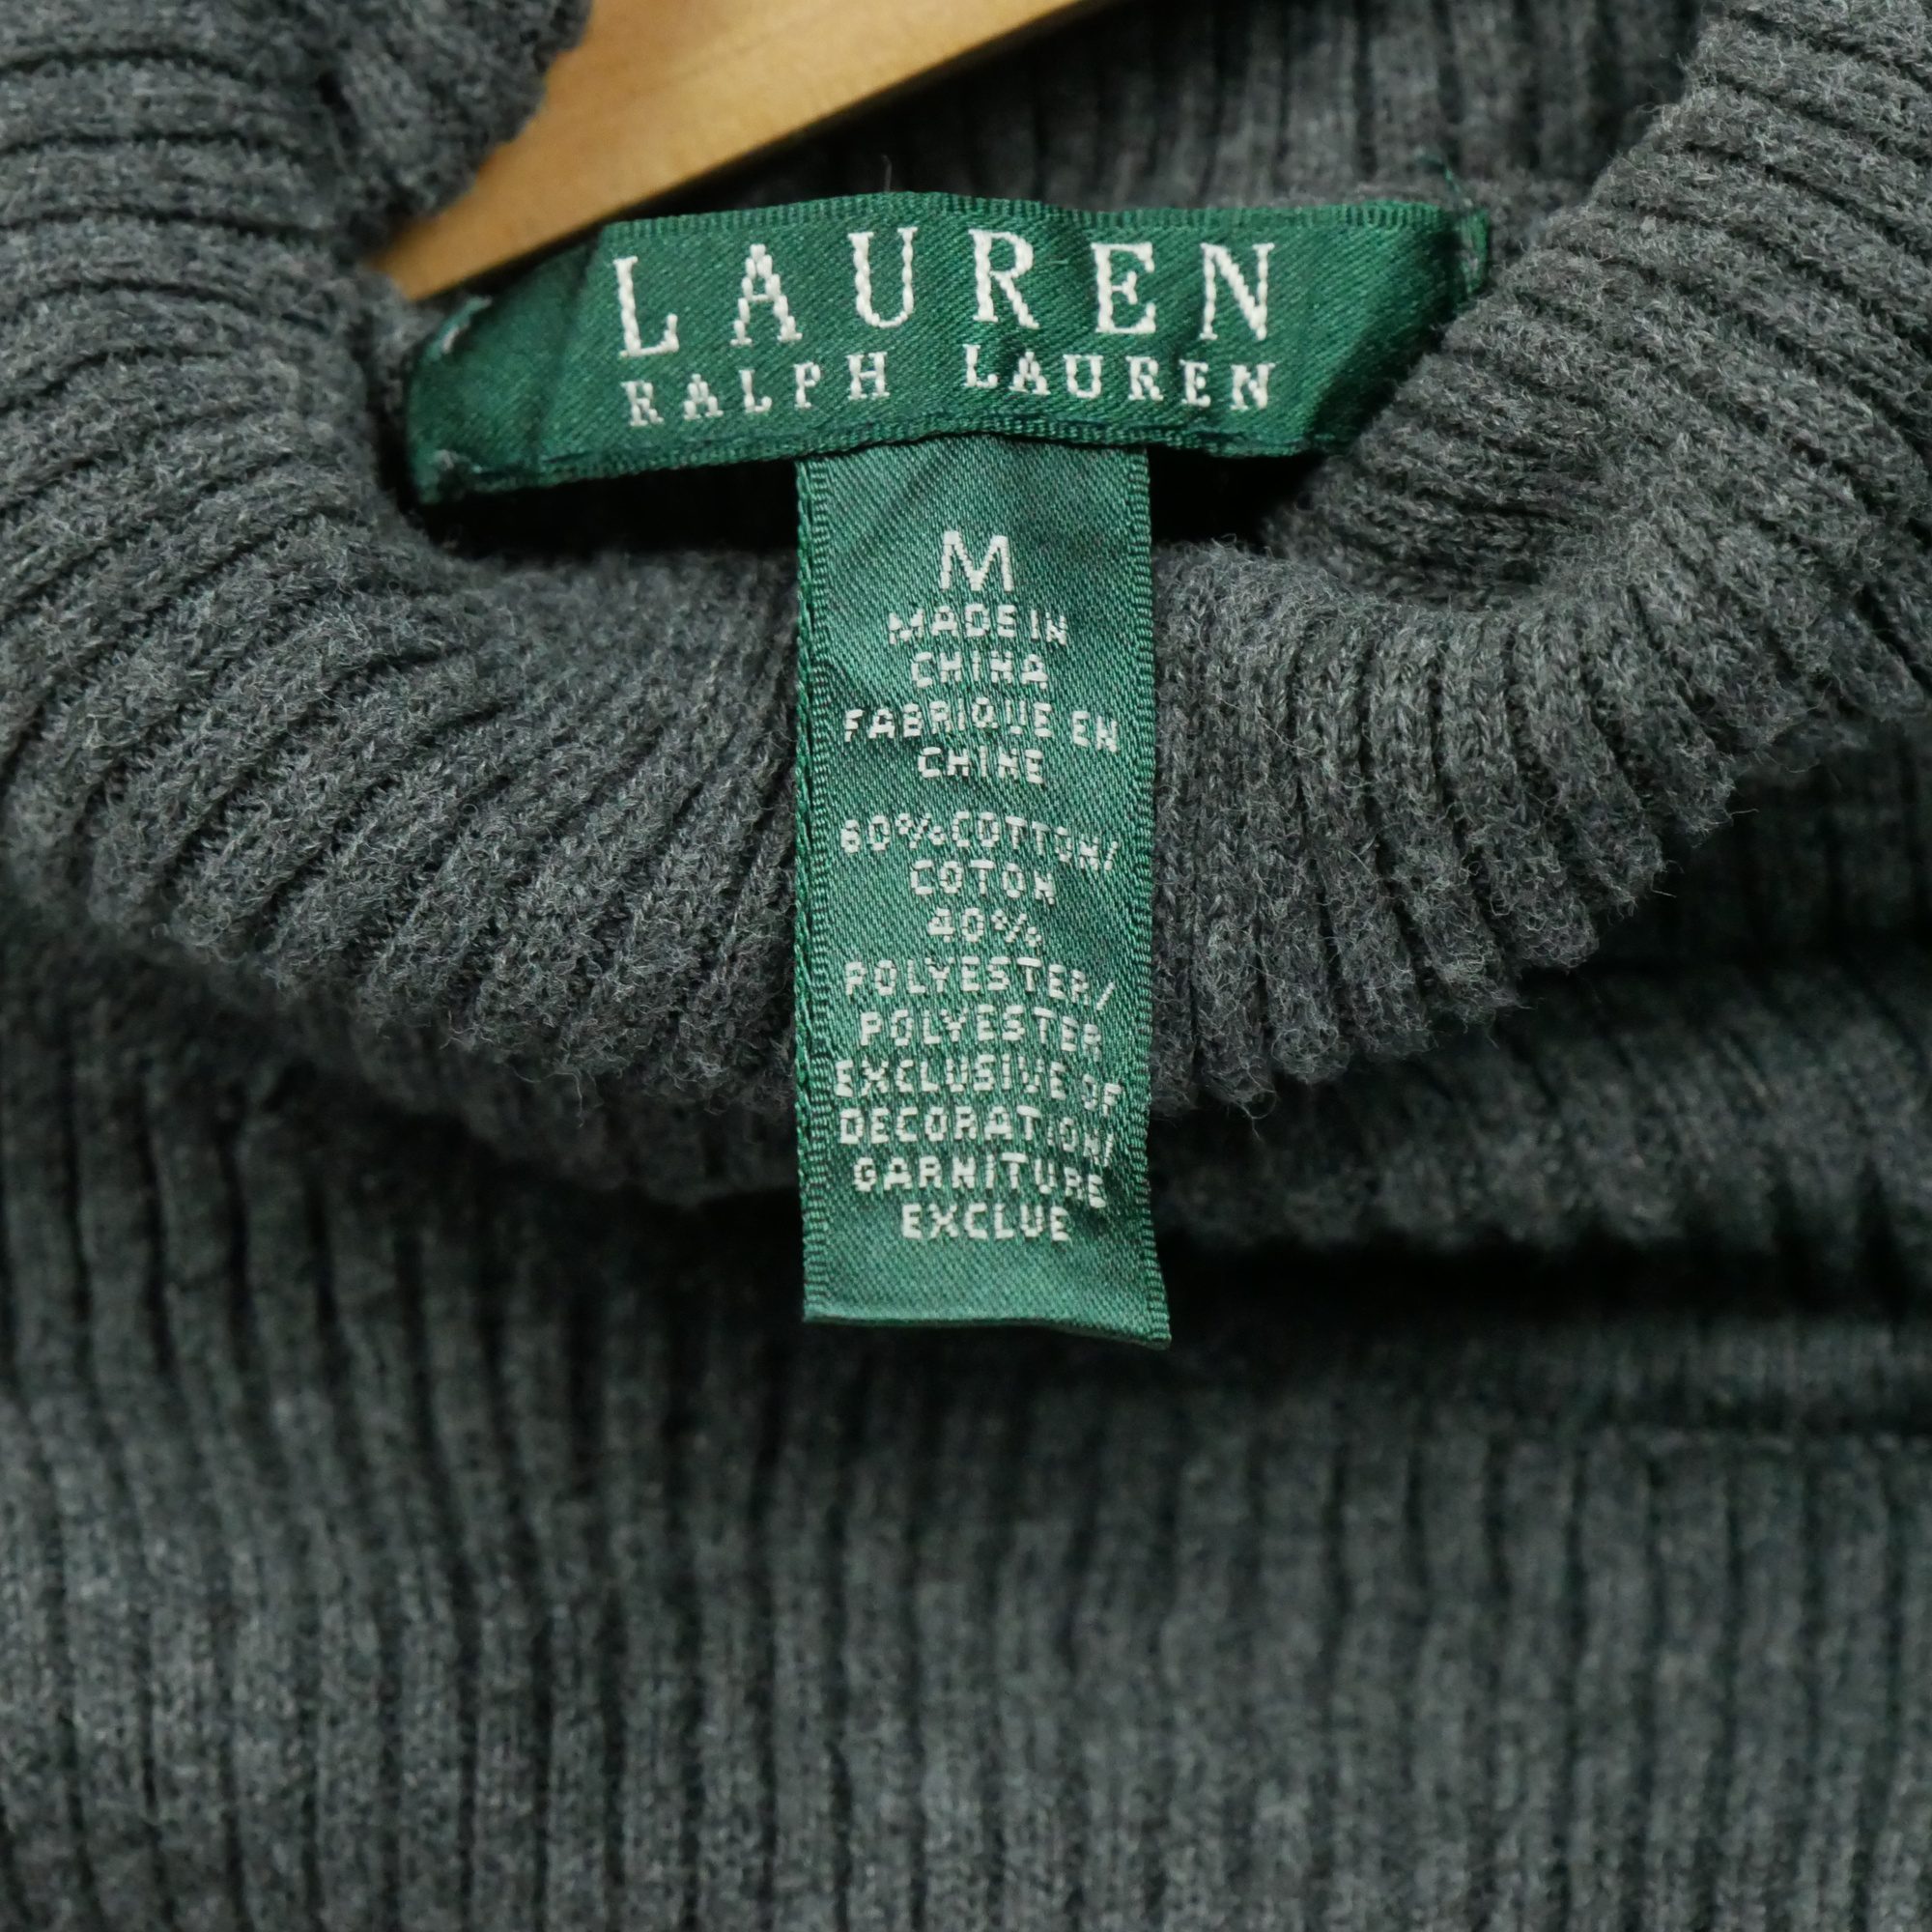 LAUREN
RALPH LAUREN
M
MADE IN
CHINA
FABRIQUE EN
CHINE
60% COTTON/
COTON
40%
POLYESTER/
POLYESTER
EXCLUSIVE OF
DECORATION/
GARNITURE
EXCLUE